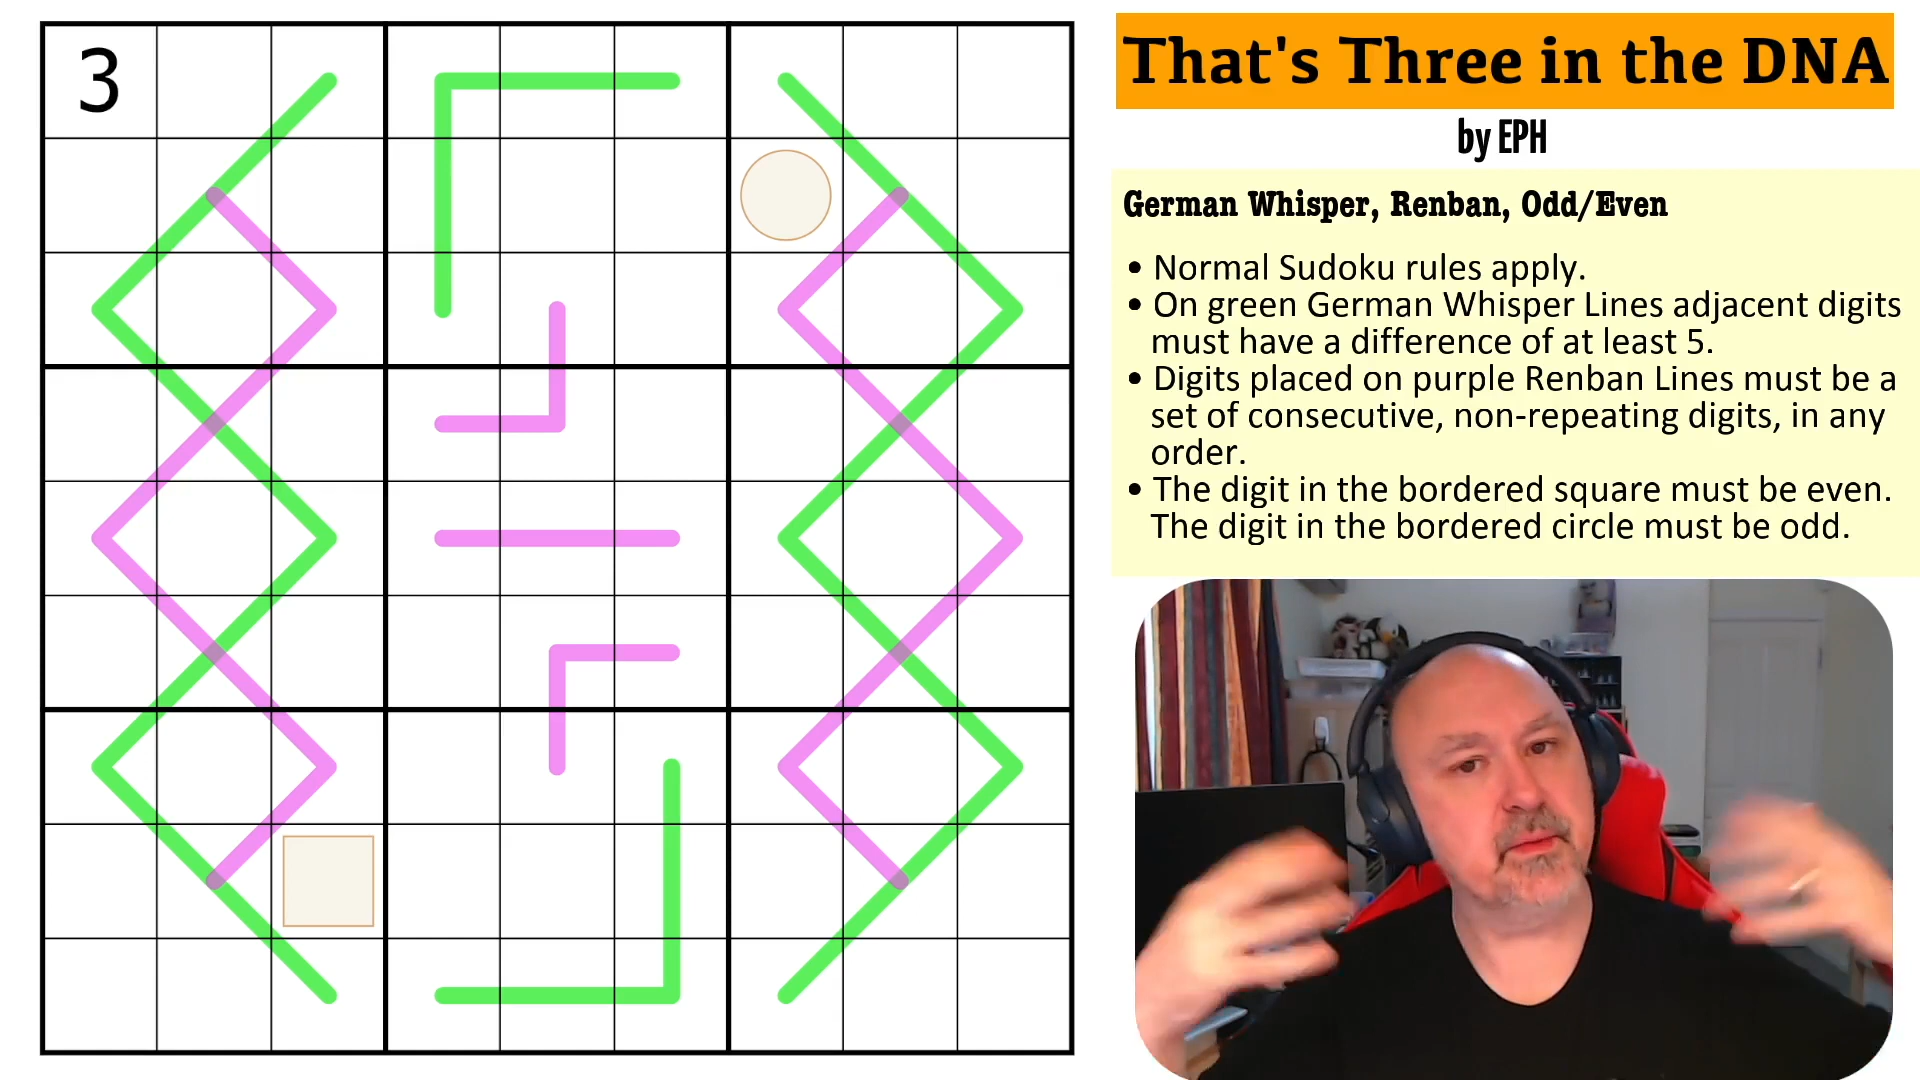 3
That's Three in the DNA
by EPH
German Whisper, Renban, Odd/Even
• Normal Sudoku rules apply.
• On green German Whisper Lines adjacent digits
must have a difference of at least 5.
• Digits placed on purple Renban Lines must be a
set of consecutive, non-repeating digits, in any
order.
• The digit in the bordered square must be even.
The digit in the bordered circle must be odd.